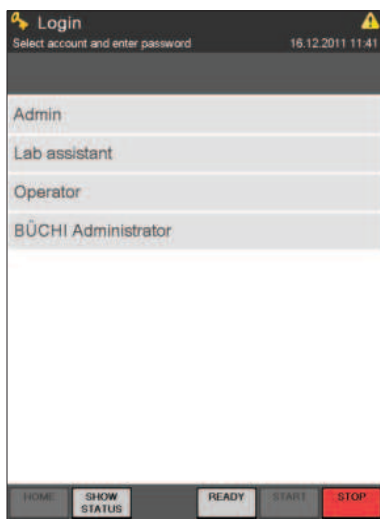 Login
Select account and enter password 16.12.2011 11:41
Admin
Lab assistant
Operator
BÜCHI Administrator
HOME SHOW STATUS READY START STOP